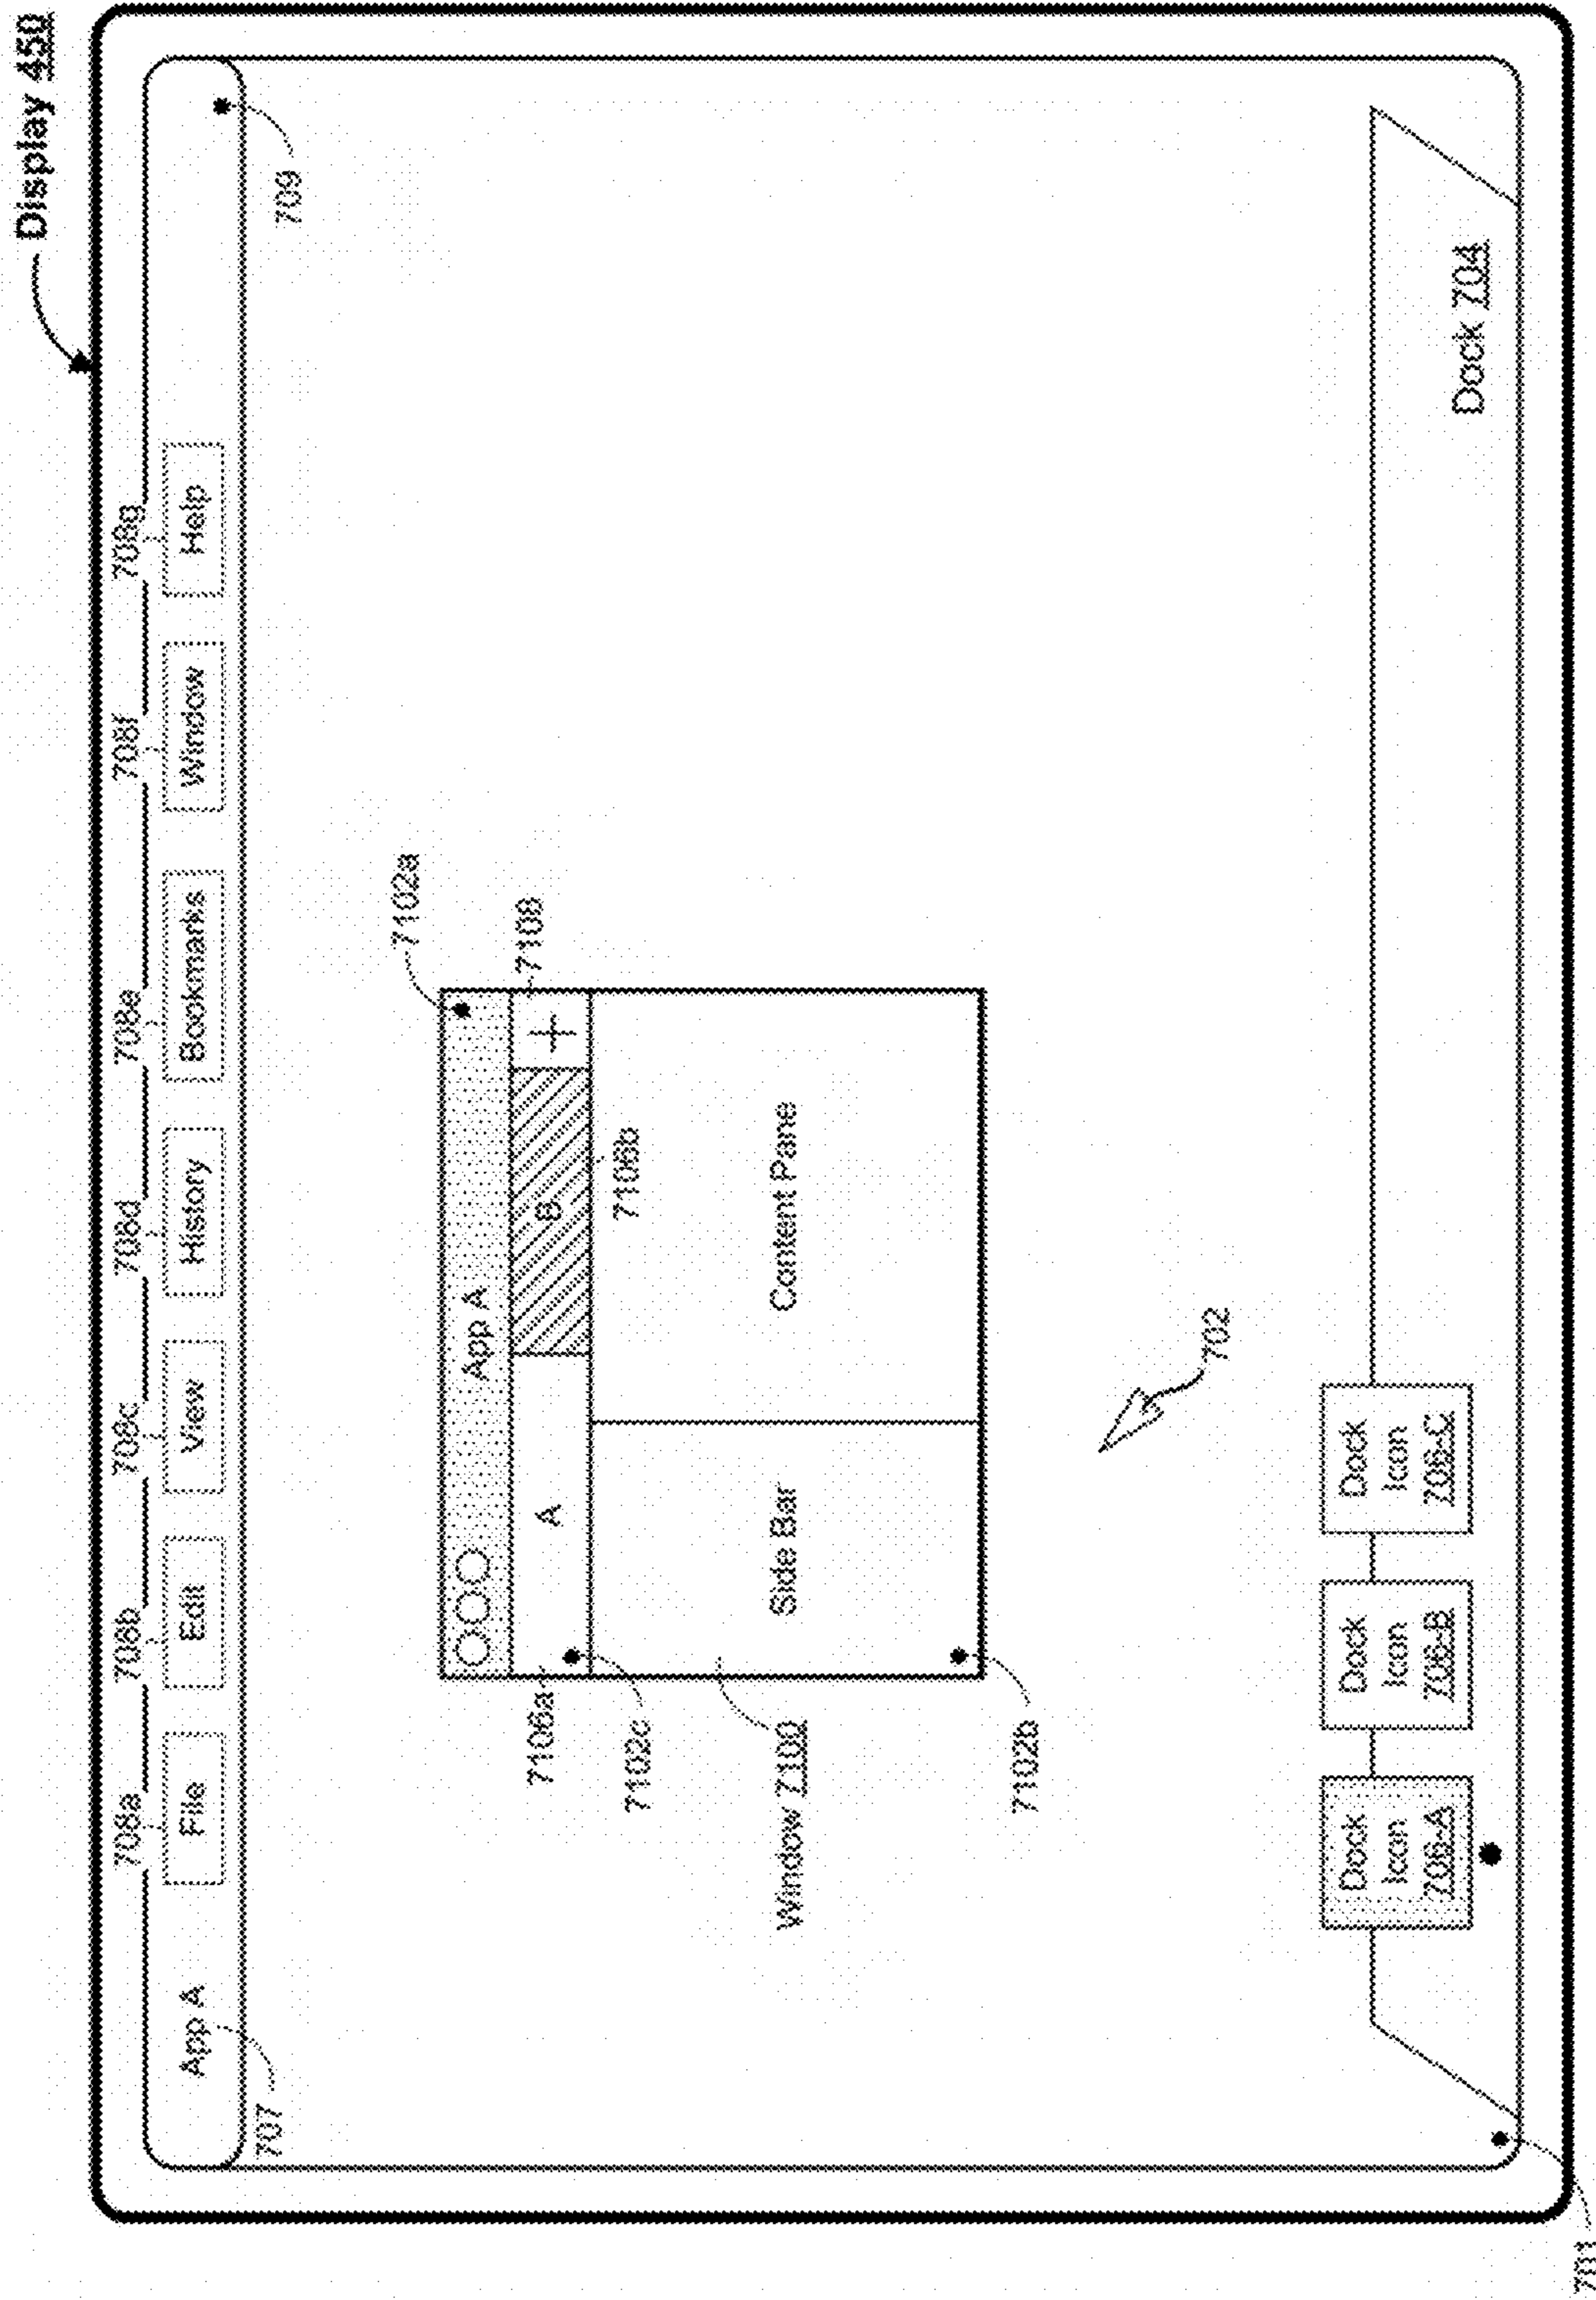 Display 450
708a
708b
708c
708d
708e
708f
708g
App A
File
Edit
View
History
Bookmarks
Window
Help
707
709
7102a
App A
7106a
A
B
7108
7102c
7106b
Window 7100
Side Bar
Content Pane
7102b
702
Dock
Icon
706-A
Dock
Icon
706-B
Dock
Icon
706-C
Dock 704
701